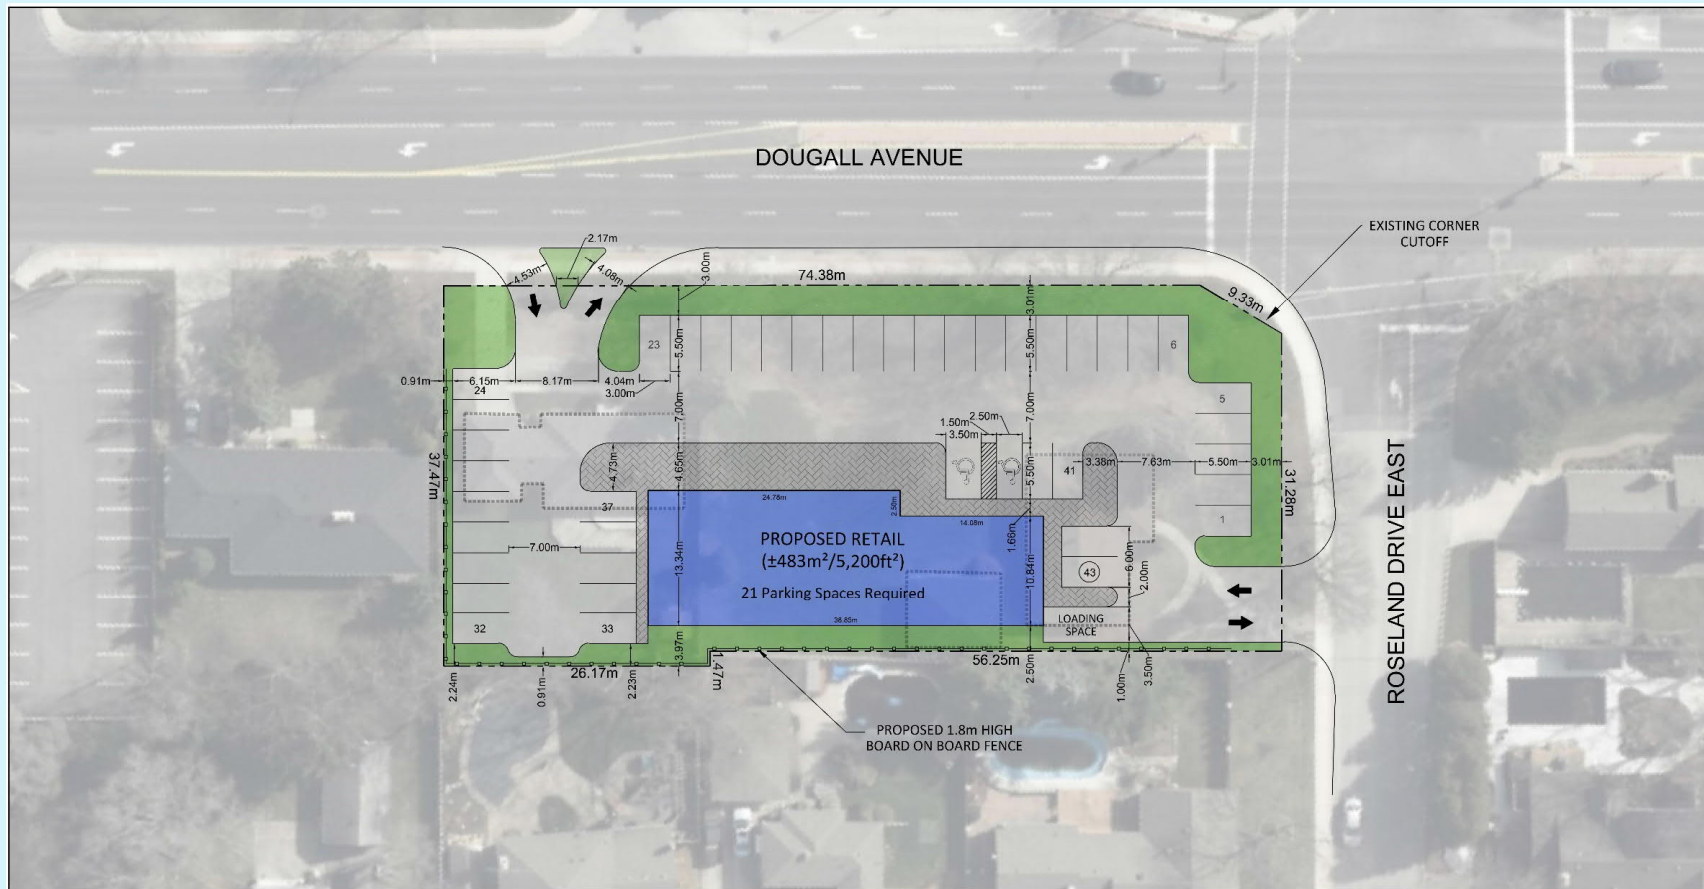 DOUGALL AVENUE
EXISTING CORNER
CUTOFF
2.17m
4.53m
4.08m
3.00m
74.38m
9.33m
3.01m
23
5.50m
5.50m
6
0.91m
6.15m
8.17m
4.04m
3.00m
24
7.00m
7.00m
5
1.50m
2.50m
3.50m
37.47m
4.73m
4.65m
5.50m
41
3.38m
7.63m
5.50m
3.01m
31.28m
ROSELAND DRIVE EAST
37
24.78m
2.50m
14.08m
1
7.00m
13.34m
PROPOSED RETAIL
(±483m²/5,200ft²)
21 Parking Spaces Required
1.66m
10.84m
43
6.00m
2.00m
38.85m
32
33
LOADING
SPACE
3.97m
2.24m
0.91m
26.17m
2.23m
1.47m
56.25m
2.50m
1.00m
3.50m
PROPOSED 1.8m HIGH
BOARD ON BOARD FENCE